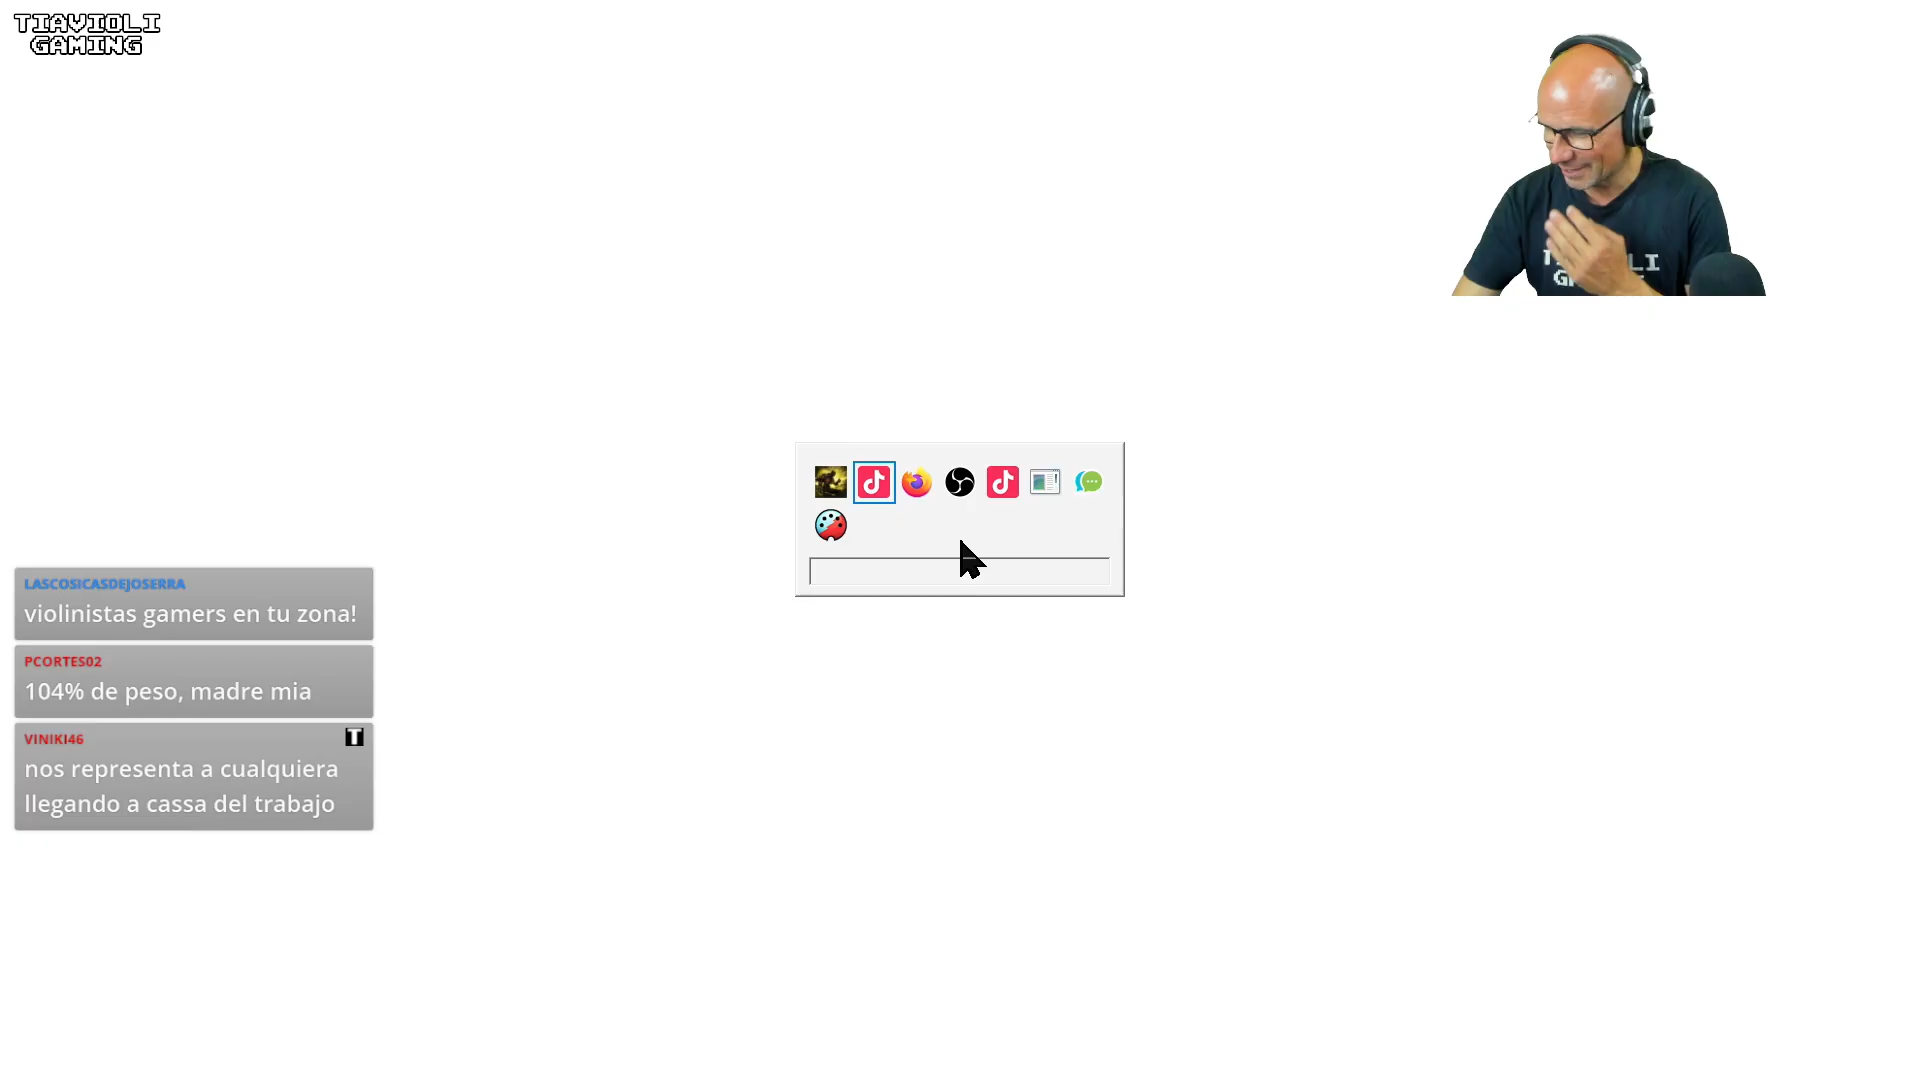 TIAVIOLI
GAMING
LASCOSICASDEJOSERRA
violinistas gamers en tu zona!
PCORTES02
104% de peso, madre mia
VINIKI46
T
nos representa a cualquiera
llegando a cassa del trabajo